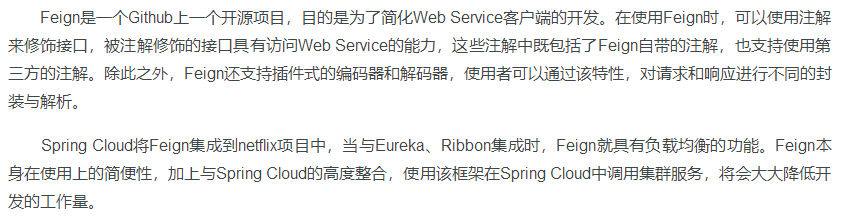 Feign是一个Github上一个开源项目，目的是为了简化Web Service客户端的开发。在使用Feign时，可以使用注解
来修饰接口，被注解修饰的接口具有访问Web Service的能力，这些注解中既包括了Feign自带的注解，也支持使用第
三方的注解。除此之外，Feign还支持插件式的编码器和解码器，使用者可以通过该特性，对请求和响应进行不同的封
装与解析。
Spring Cloud将Feign集成到netflix项目中，当与Eureka、Ribbon集成时，Feign就具有负载均衡的功能。Feign本
身在使用上的简便性，加上与Spring Cloud的高度整合，使用该框架在Spring Cloud中调用集群服务，将会大大降低开
发的工作量。